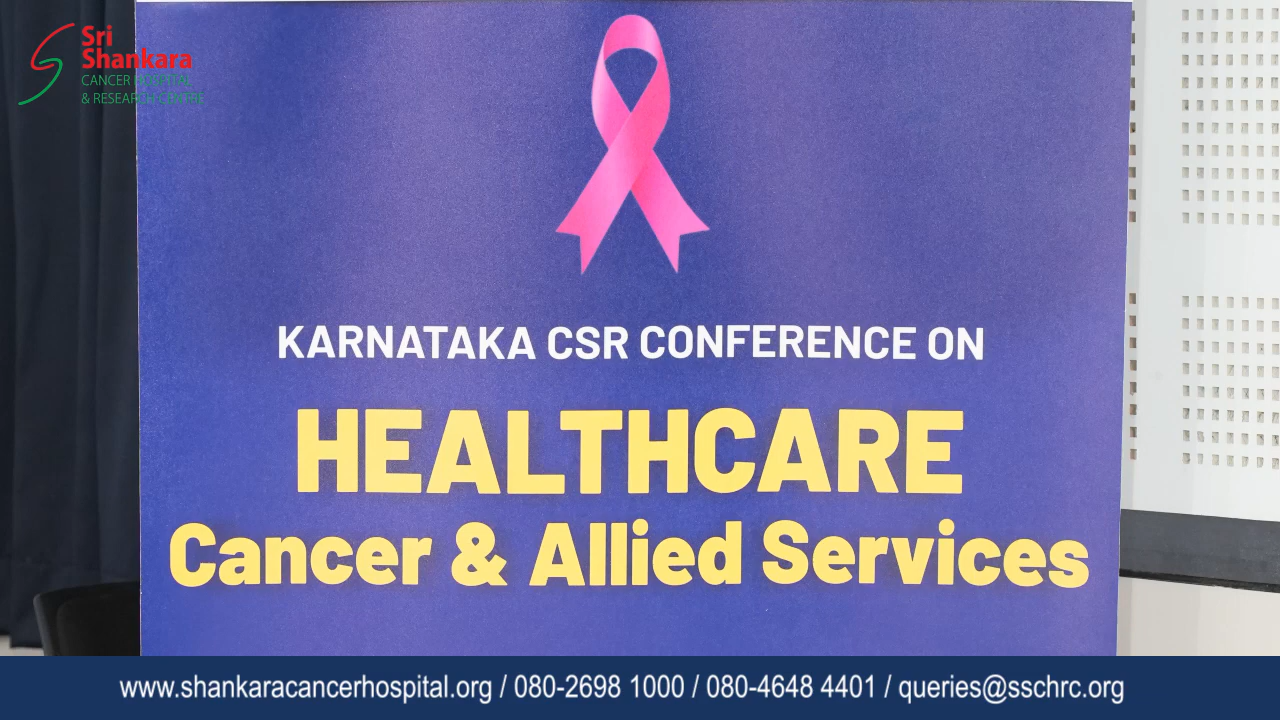 Sri
Shankara
CANCER HOSPITAL
& RESEARCH CENTRE
KARNATAKA CSR CONFERENCE ON
HEALTHCARE
Cancer & Allied Services
www.shankaracancerhospital.org / 080-2698 1000 / 080-4648 4401 / queries@sschrc.org